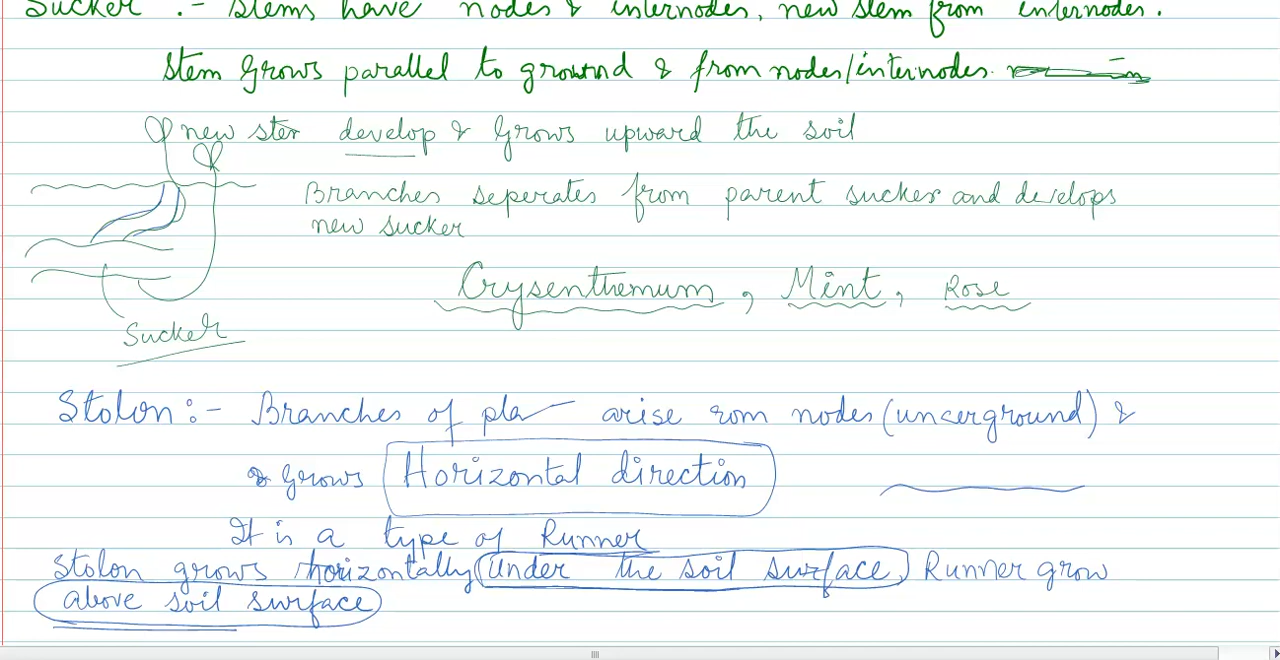 Sucker :- Stems have nodes & internodes, new stem from internodes.
Stem Grows parallel to ground & from nodes/internodes.
new ster develop & Grows upward the soil
Branches seperates from parent sucker and develops
new sucker
Crysenthemum, Mint, Rose
Sucker
Stolon :- Branches of pla arise rom nodes (uncerground) &
& Grows Horizontal direction
It is a type of Runner
Stolon grows horizontally under the soil surface Runner grow
above soil surface